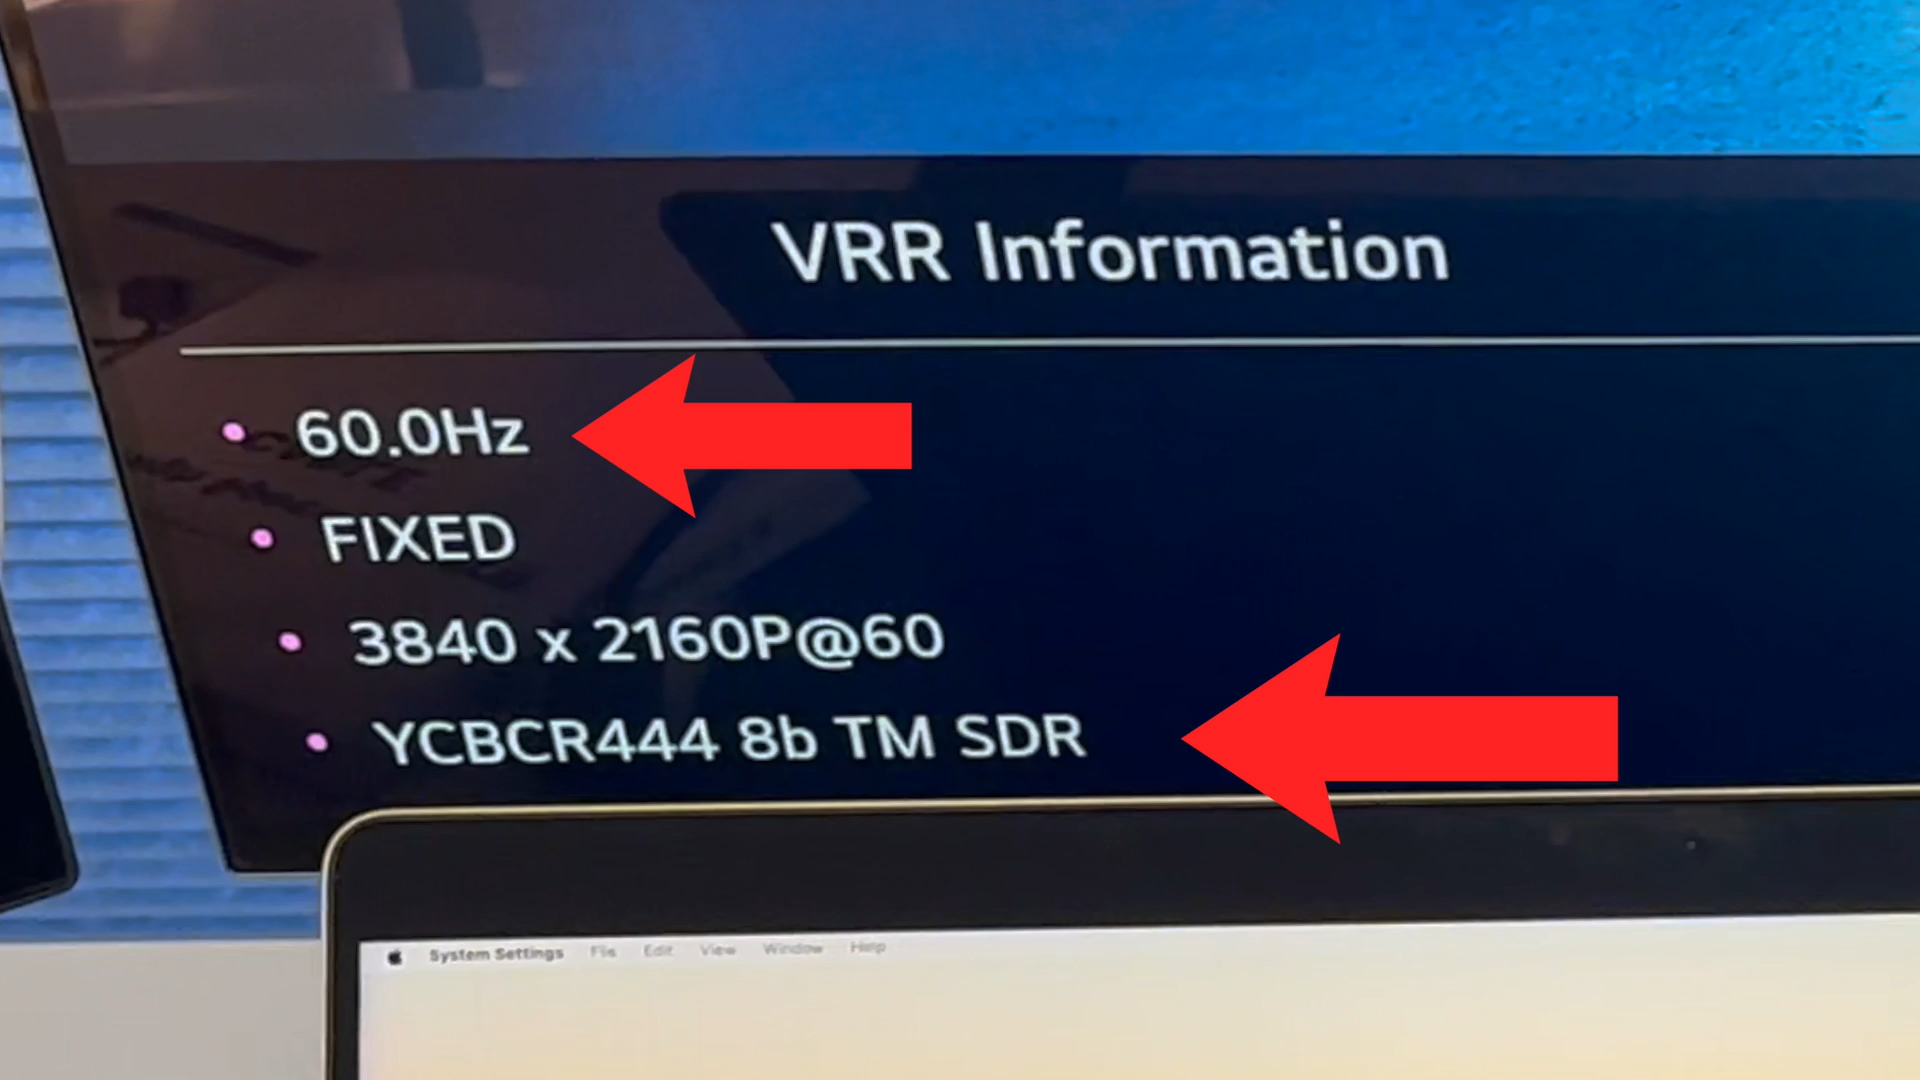 VRR Information
60.0Hz
FIXED
3840 x 2160P@60
YCBCR444 8b TM SDR
System Settings File Edit View Window Help